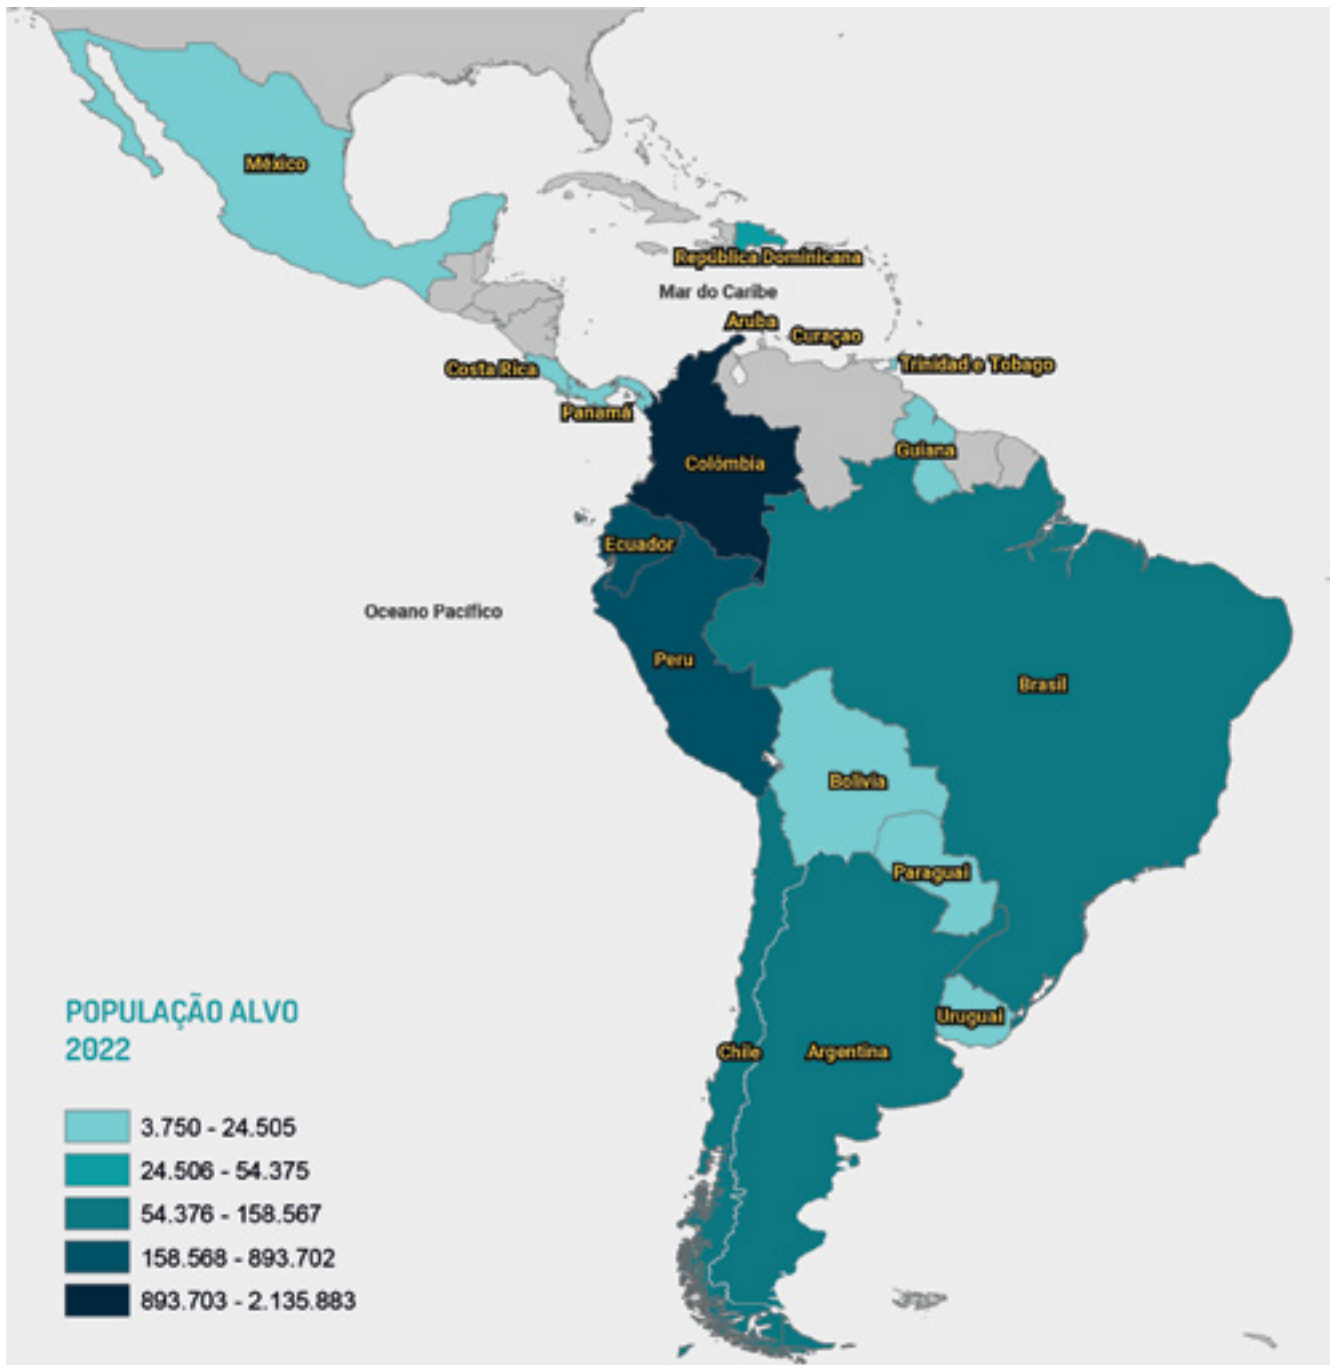 México
República Dominicana
Mar do Caribe
Aruba
Curaçao
Trinidad e Tobago
Costa Rica
Panamá
Guiana
Colômbia
Ecuador
Oceano Pacífico
Peru
Brasil
Bolivia
Paraguai
Uruguai
Chile
Argentina
POPULAÇÃO ALVO
2022
3.750 - 24.505
24.506 - 54.375
54.376 - 158.567
158.568 - 893.702
893.703 - 2.135.883